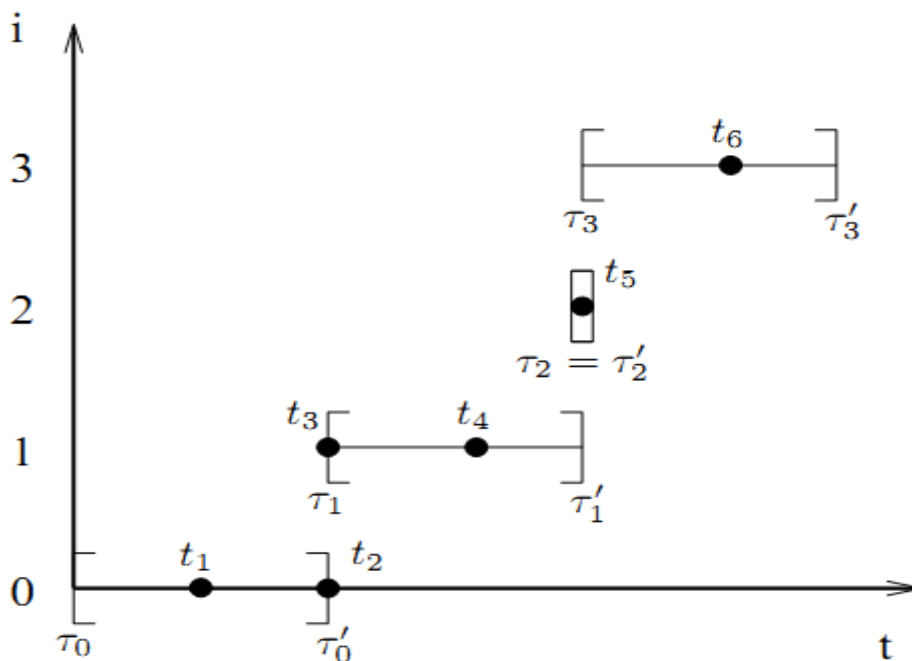 i
t₆
3
τ₃ τ₃′
t₅
2
τ₂ = τ₂′
t₃ t₄
1
τ₁ τ₁′
t₁ t₂
0
τ₀ τ₀′ t